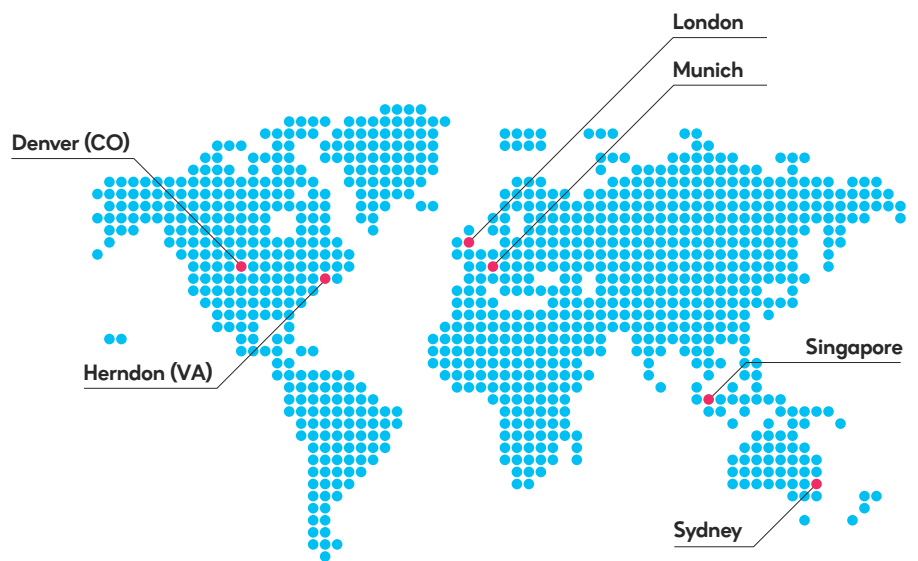 London
Munich
Denver (CO)
Singapore
Herndon (VA)
Sydney